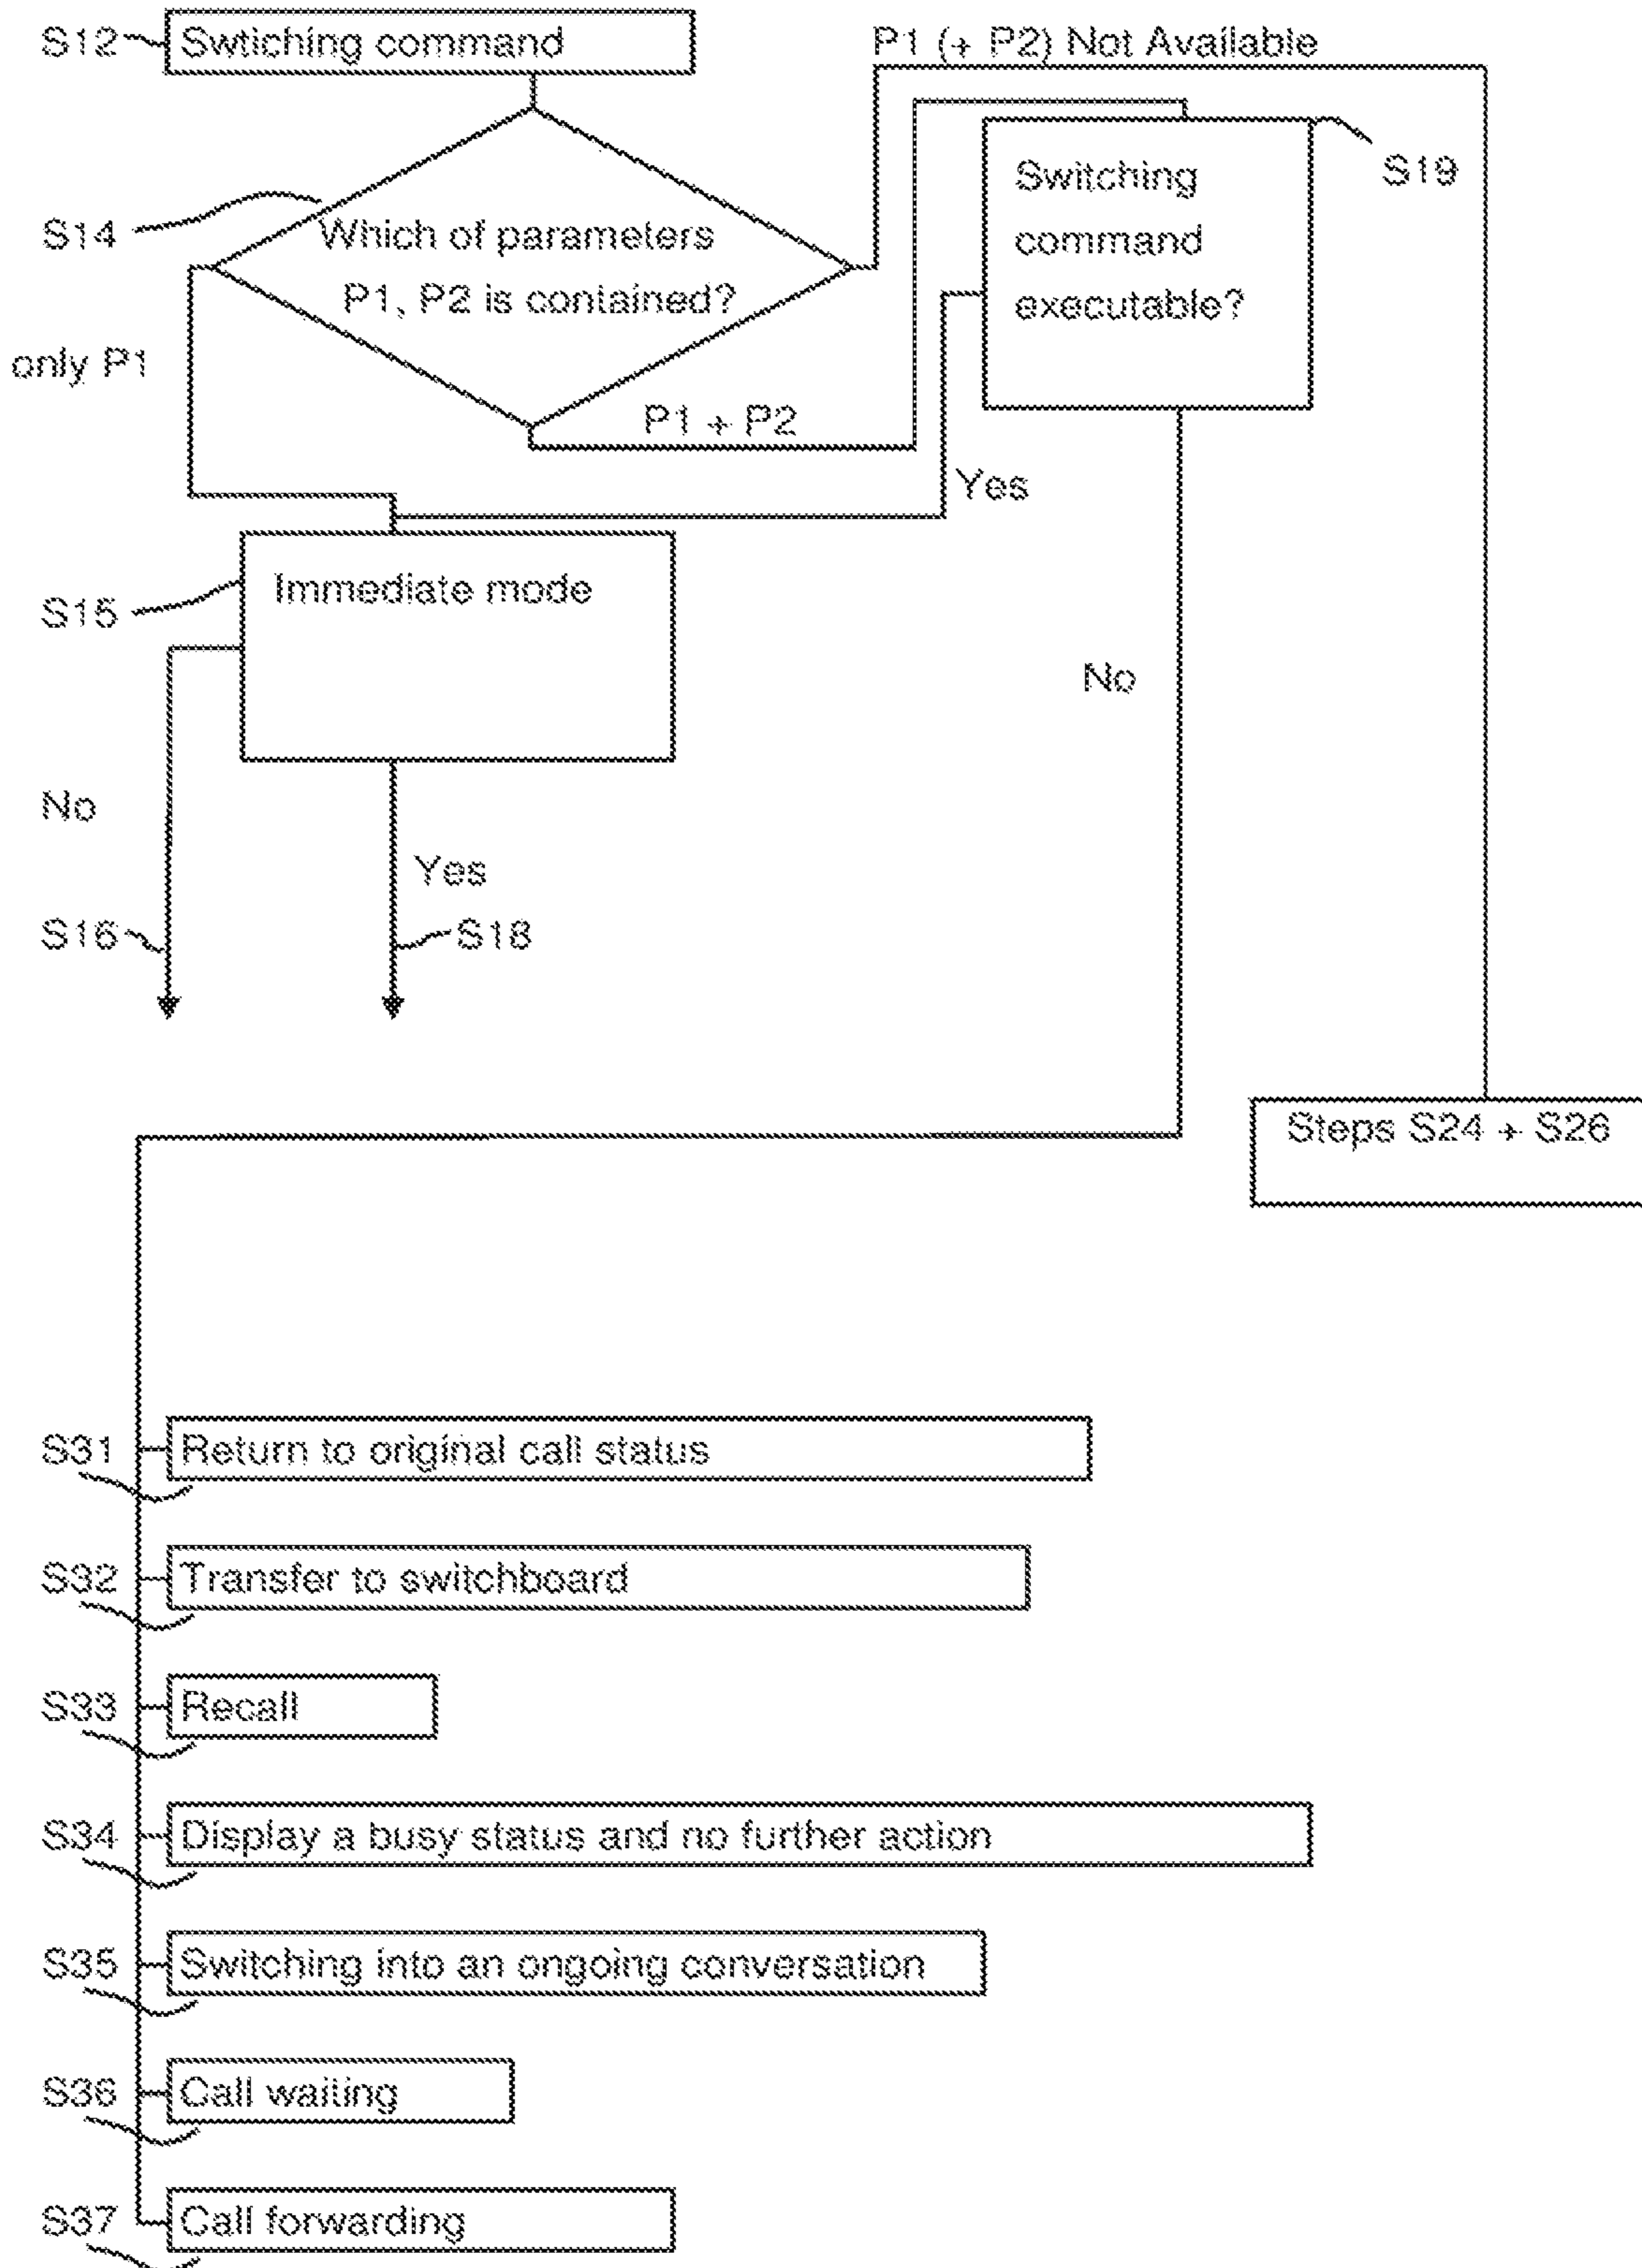 S12
Swtiching command
P1 (+ P2) Not Available
S19
Switching
command
executable?
S14
Which of parameters
P1, P2 is contained?
only P1
P1 + P2
Yes
Immediate mode
S15
No
No
Yes
S16
S18
Steps S24 + S26
S31
Return to original call status
S32
Transfer to switchboard
S33
Recall
S34
Display a busy status and no further action
S35
Switching into an ongoing conversation
S36
Call waiting
S37
Call forwarding